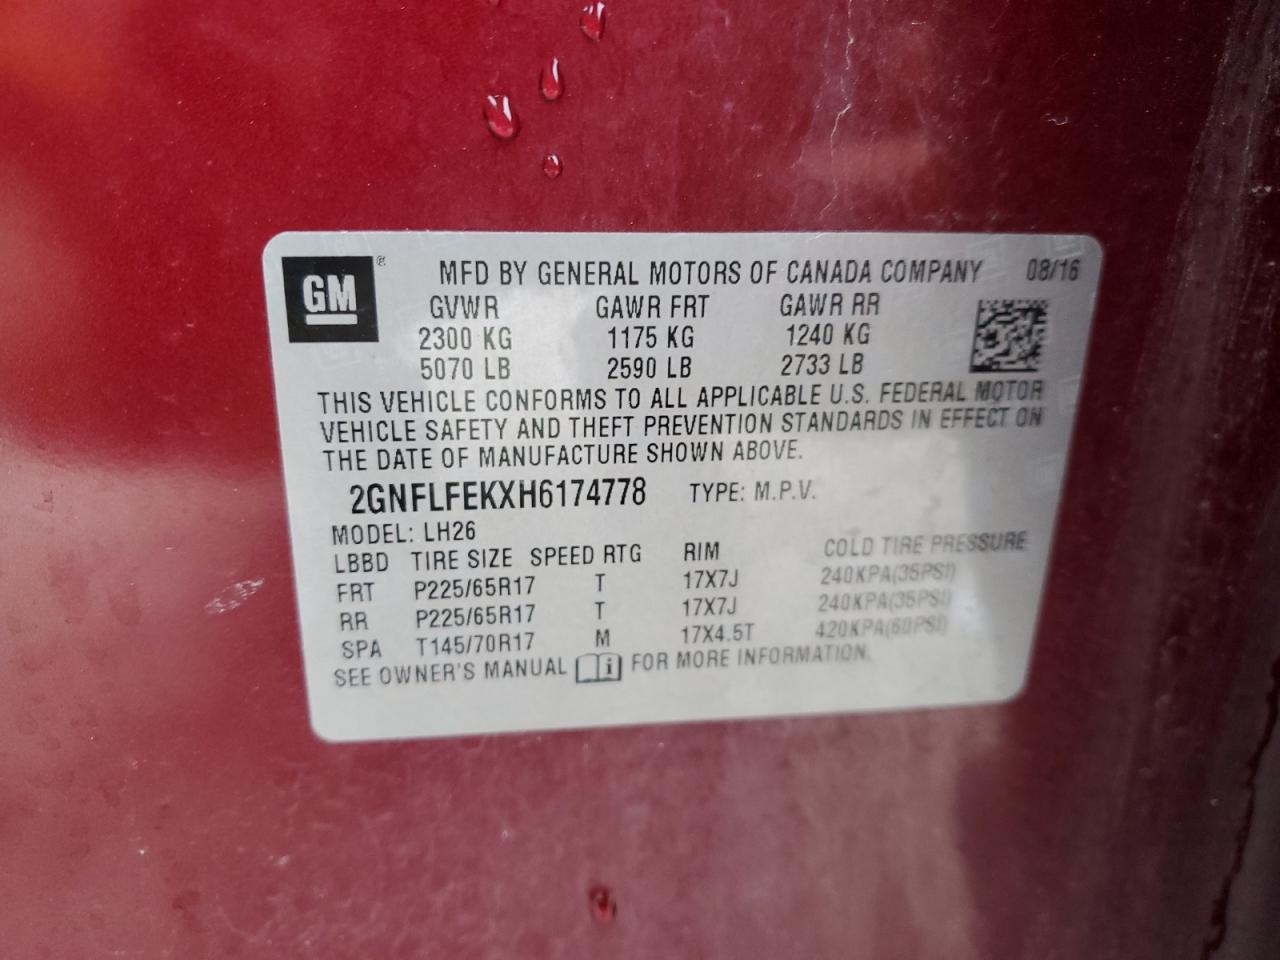 GM ®
MFD BY GENERAL MOTORS OF CANADA COMPANY 08/16
GVWR GAWR FRT GAWR RR
2300 KG 1175 KG 1240 KG
5070 LB 2590 LB 2733 LB
THIS VEHICLE CONFORMS TO ALL APPLICABLE U.S. FEDERAL MOTOR
VEHICLE SAFETY AND THEFT PREVENTION STANDARDS IN EFFECT ON
THE DATE OF MANUFACTURE SHOWN ABOVE.
2GNFLFEKXH6174778 TYPE: M.P.V.
MODEL: LH26
LBBD TIRE SIZE SPEED RTG RIM COLD TIRE PRESSURE
FRT P225/65R17 T 17X7J 240KPA(35PSI)
RR P225/65R17 T 17X7J 240KPA(35PSI)
SPA T145/70R17 M 17X4.5T 420KPA(60PSI)
SEE OWNER'S MANUAL i FOR MORE INFORMATION.